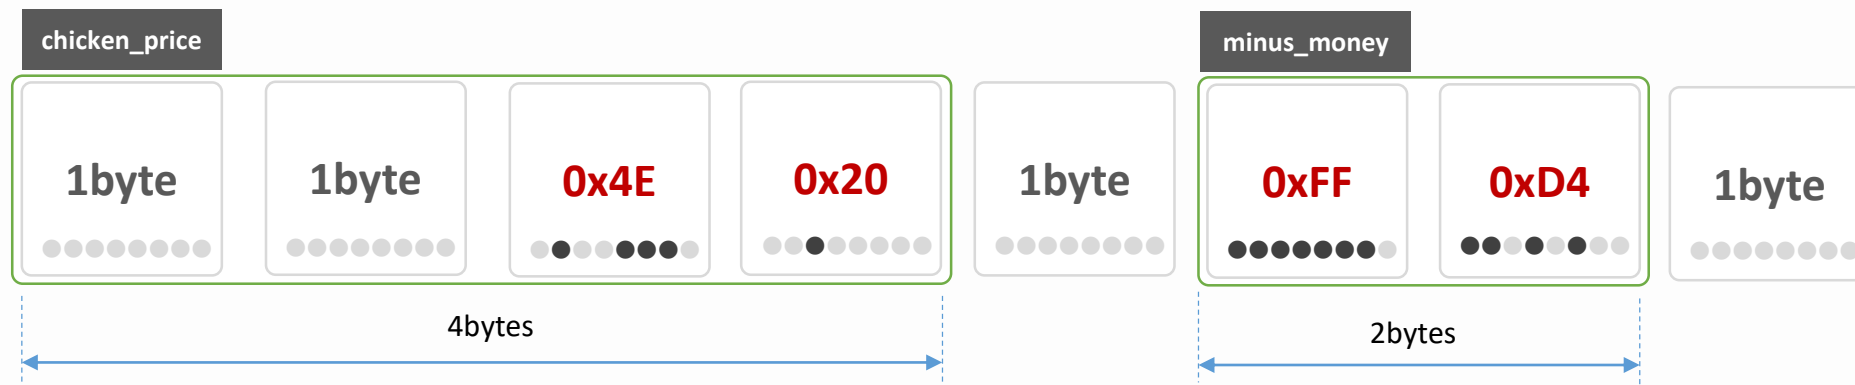 chicken_price
minus_money
1byte
1byte
0x4E
0x20
1byte
0xFF
0xD4
1byte
4bytes
2bytes